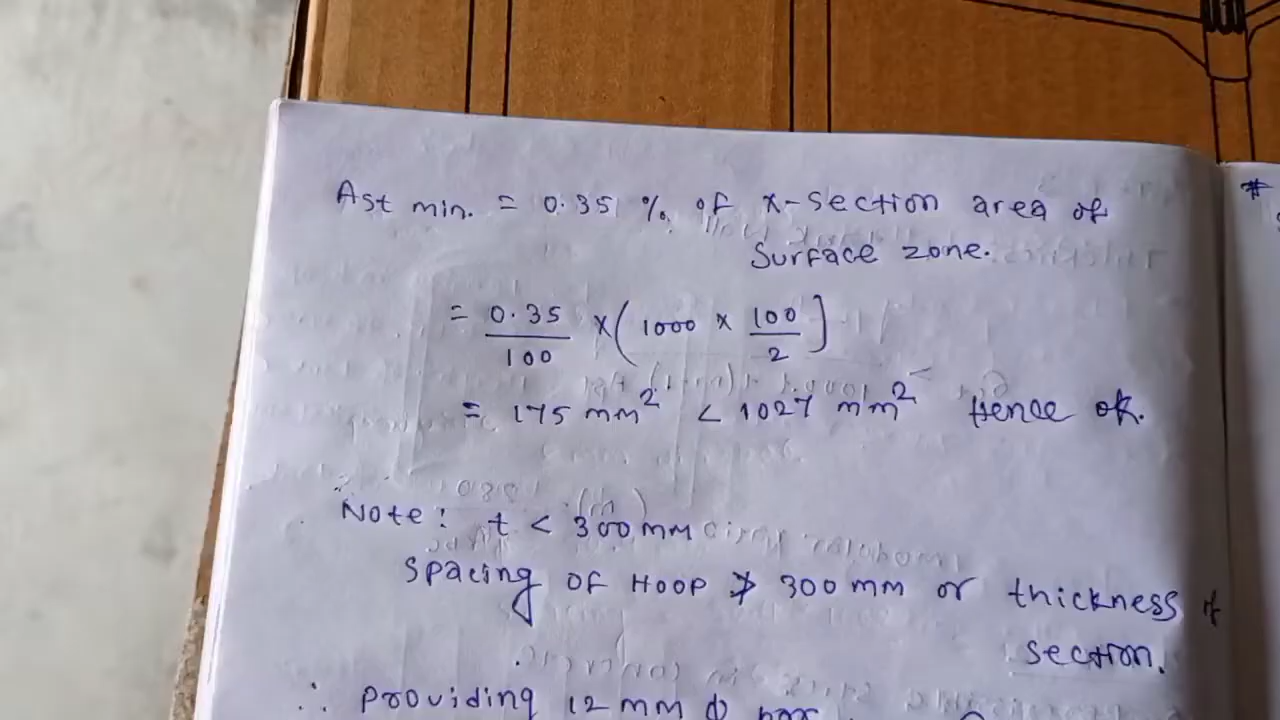 Ast min. = 0.35 % of x-section area of
surface zone.
= 0.35/100 × (1000 × 100/2)
= 175 mm² < 1027 mm² Hence ok.
Note: t < 300 mm
spacing of Hoop ≯ 300 mm or thickness of
section.
∴ providing 12 mm ф bar
#